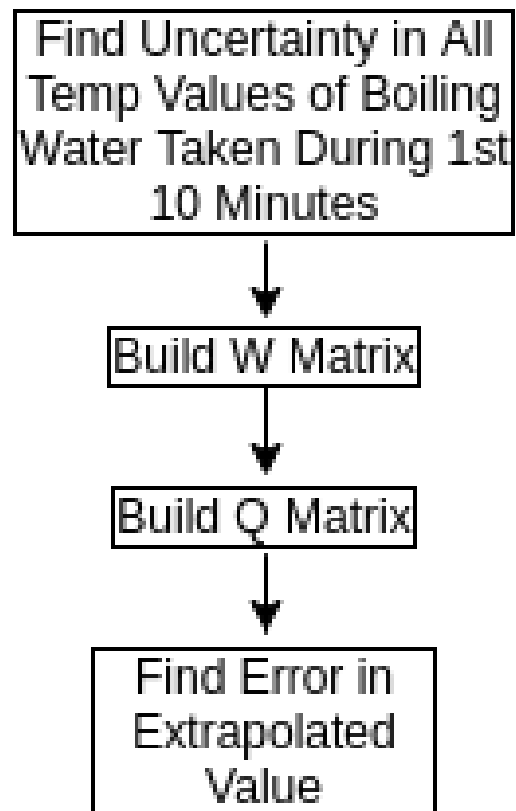 Find Uncertainty in All
Temp Values of Boiling
Water Taken During 1st
10 Minutes
Build W Matrix
Build Q Matrix
Find Error in
Extrapolated
Value